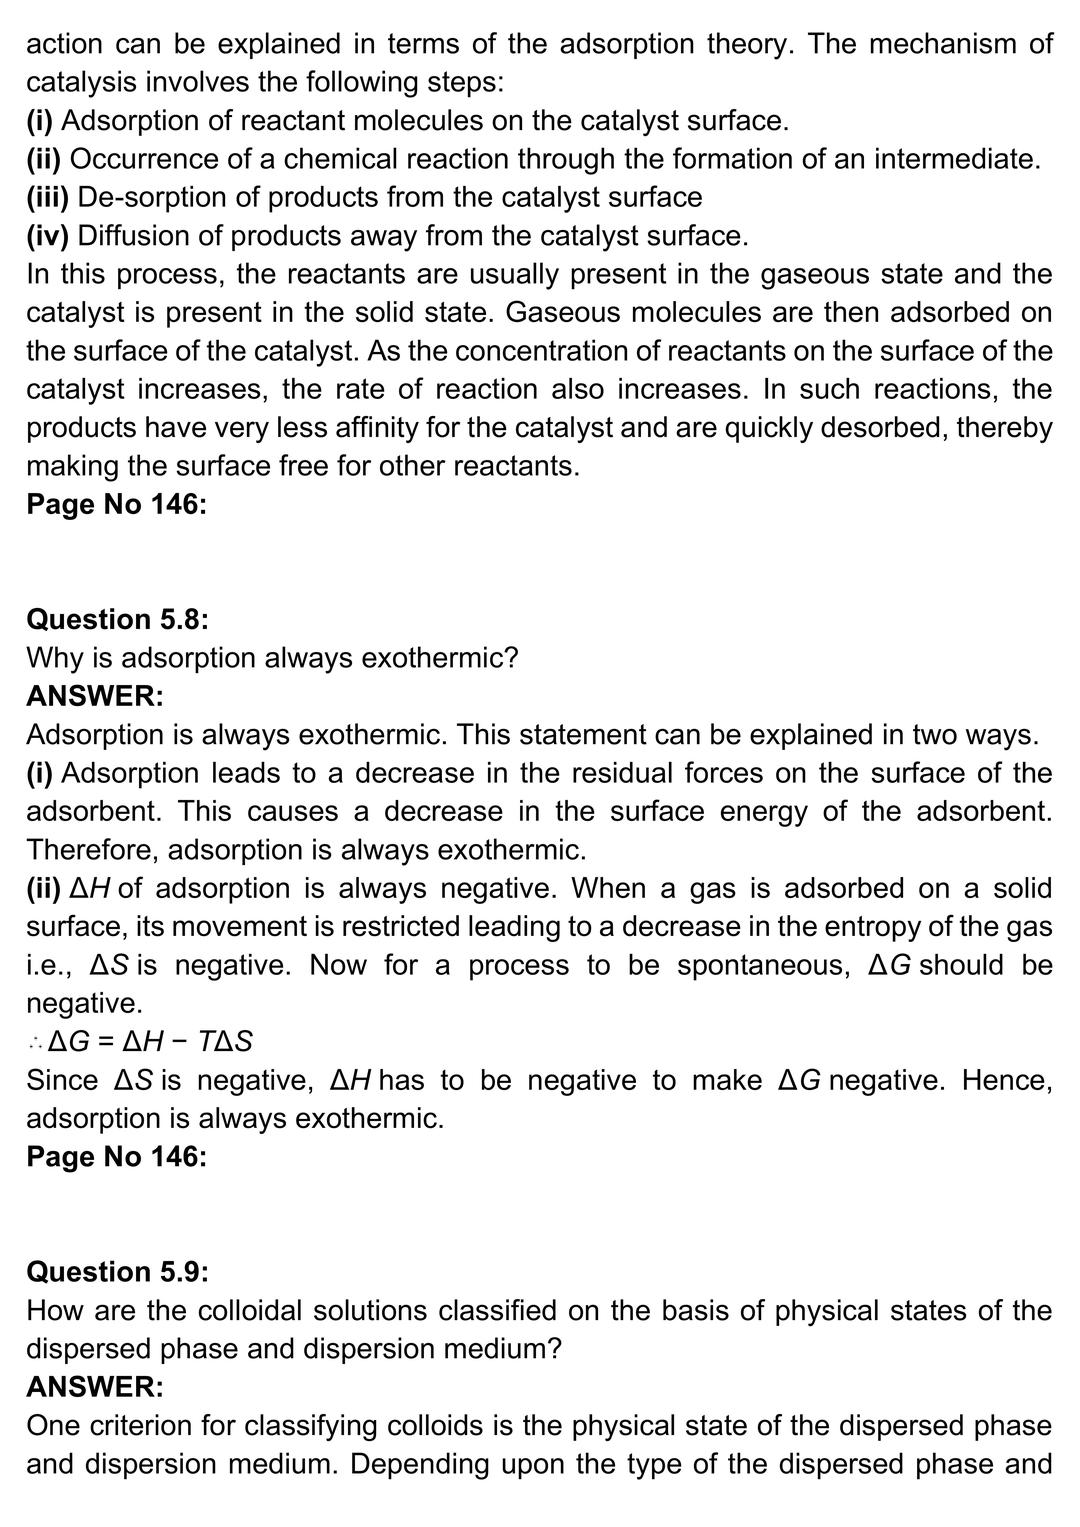 action can be explained in terms of the adsorption theory. The mechanism of
catalysis involves the following steps:
(i) Adsorption of reactant molecules on the catalyst surface.
(ii) Occurrence of a chemical reaction through the formation of an intermediate.
(iii) De-sorption of products from the catalyst surface
(iv) Diffusion of products away from the catalyst surface.
In this process, the reactants are usually present in the gaseous state and the
catalyst is present in the solid state. Gaseous molecules are then adsorbed on
the surface of the catalyst. As the concentration of reactants on the surface of the
catalyst increases, the rate of reaction also increases. In such reactions, the
products have very less affinity for the catalyst and are quickly desorbed, thereby
making the surface free for other reactants.
Page No 146:
Question 5.8:
Why is adsorption always exothermic?
ANSWER:
Adsorption is always exothermic. This statement can be explained in two ways.
(i) Adsorption leads to a decrease in the residual forces on the surface of the
adsorbent. This causes a decrease in the surface energy of the adsorbent.
Therefore, adsorption is always exothermic.
(ii) ΔH of adsorption is always negative. When a gas is adsorbed on a solid
surface, its movement is restricted leading to a decrease in the entropy of the gas
i.e., ΔS is negative. Now for a process to be spontaneous, ΔG should be
negative.
∴ ΔG = ΔH − TΔS
Since ΔS is negative, ΔH has to be negative to make ΔG negative. Hence,
adsorption is always exothermic.
Page No 146:
Question 5.9:
How are the colloidal solutions classified on the basis of physical states of the
dispersed phase and dispersion medium?
ANSWER:
One criterion for classifying colloids is the physical state of the dispersed phase
and dispersion medium. Depending upon the type of the dispersed phase and